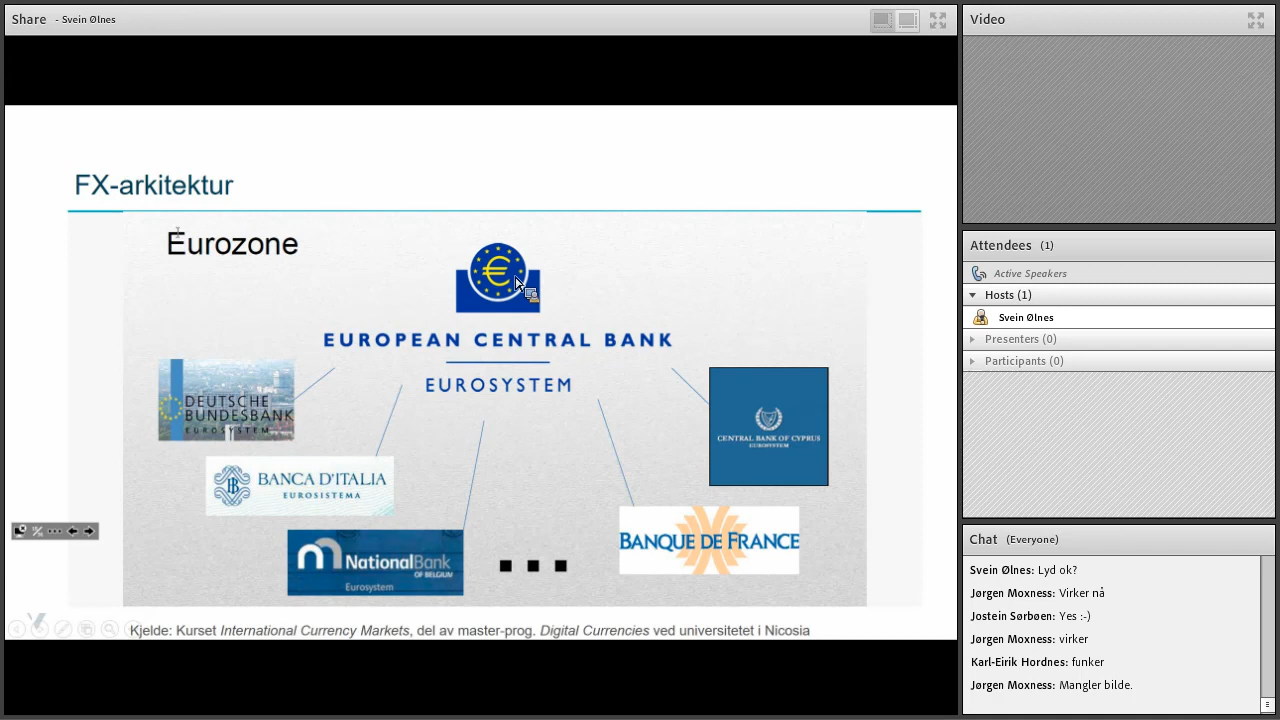 Share - Svein Ølnes
FX-arkitektur
Eurozone
EUROPEAN CENTRAL BANK
EUROSYSTEM
DEUTSCHE
BUNDESBANK
EUROSYSTEM
BANCA D'ITALIA
EUROSISTEMA
NationalBank
OF BELGIUM
Eurosystem
BANQUE DE FRANCE
CENTRAL BANK OF CYPRUS
EUROSYSTEM
Kjelde: Kurset International Currency Markets, del av master-prog. Digital Currencies ved universitetet i Nicosia
Video
Attendees (1)
Active Speakers
Hosts (1)
Svein Ølnes
Presenters (0)
Participants (0)
Chat (Everyone)
Svein Ølnes: Lyd ok?
Jørgen Moxness: Virker nå
Jostein Sørbøen: Yes :-)
Jørgen Moxness: virker
Karl-Eirik Hordnes: funker
Jørgen Moxness: Mangler bilde.